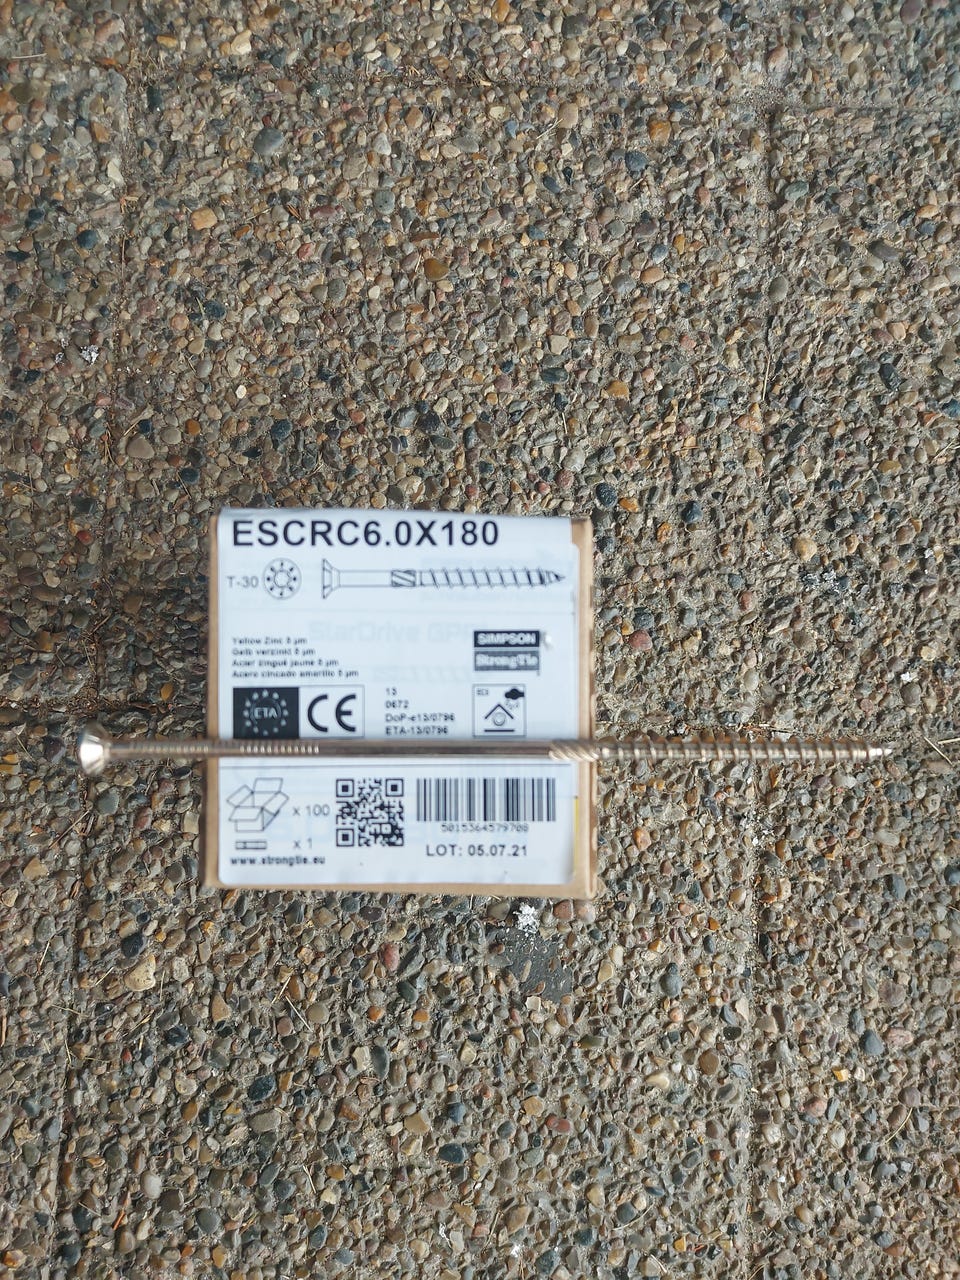 ESCRC6.0X180
T-30
Yellow Zinc 5 µm
Gelb verzinkt 5 µm
Acier zingué jaune 5 µm
Acero cincado amarillo 5 µm
SIMPSON
StrongTie
ETA
CE
13
0672
DoP-e13/0796
ETA-13/0796
x 100
x 1
5015364579708
www.strongtie.eu
LOT: 05.07.21